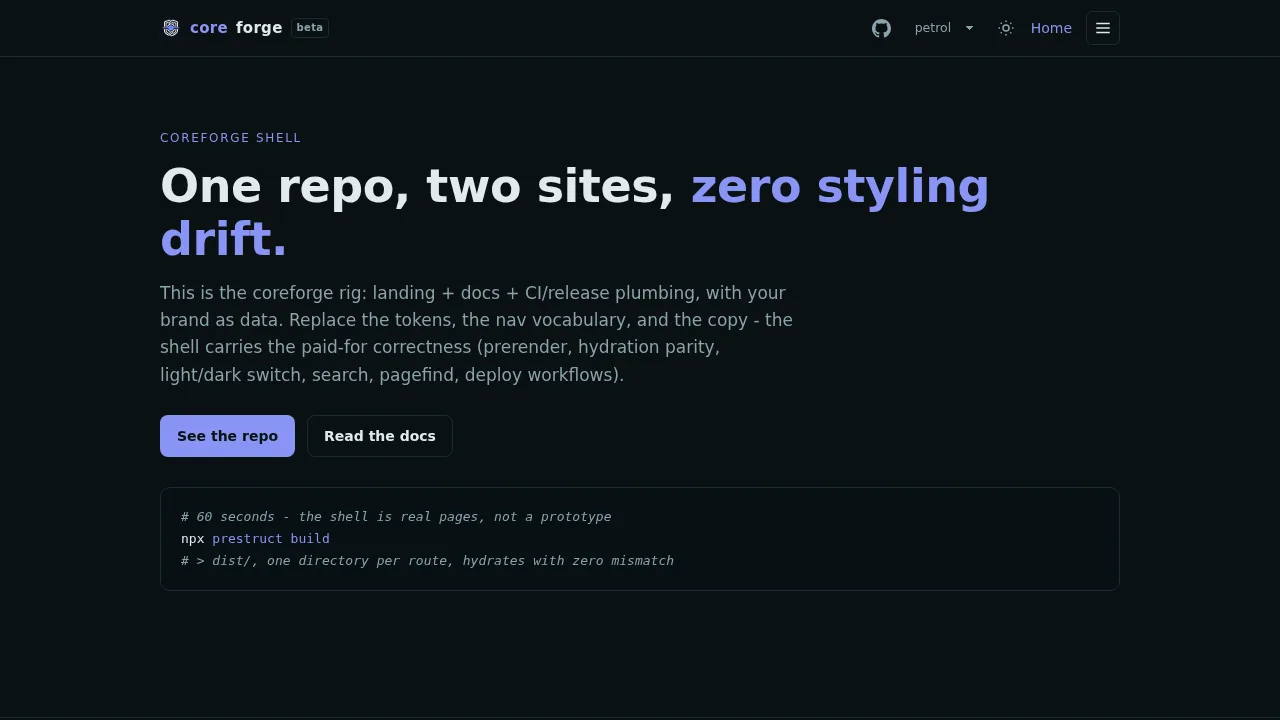 core forge beta petrol Home
COREFORGE SHELL
One repo, two sites, zero styling
drift.
This is the coreforge rig: landing + docs + CI/release plumbing, with your
brand as data. Replace the tokens, the nav vocabulary, and the copy - the
shell carries the paid-for correctness (prerender, hydration parity,
light/dark switch, search, pagefind, deploy workflows).
See the repo Read the docs
# 60 seconds - the shell is real pages, not a prototype
npx prestruct build
# > dist/, one directory per route, hydrates with zero mismatch